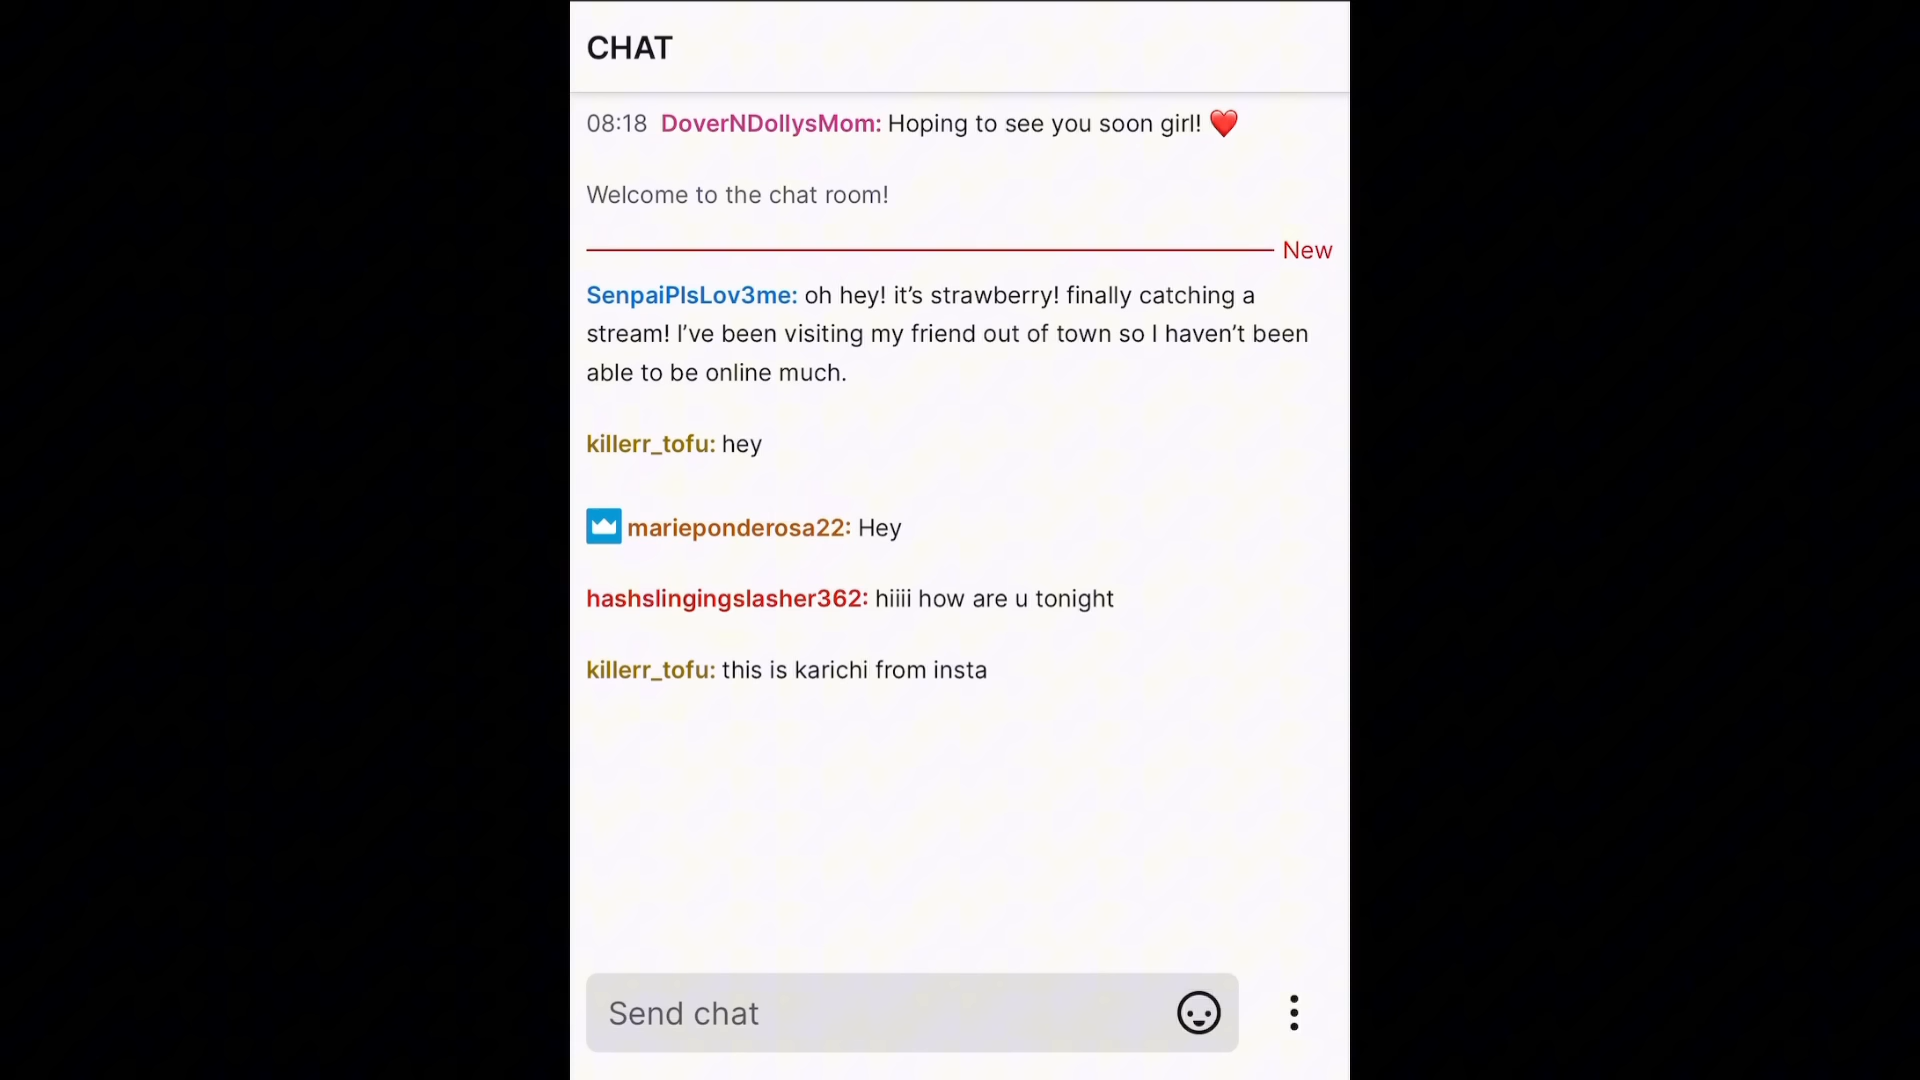 CHAT
08:18 DoverNDollysMom: Hoping to see you soon girl! ❤️
Welcome to the chat room!
New
SenpaiPlsLov3me: oh hey! it’s strawberry! finally catching a
stream! I’ve been visiting my friend out of town so I haven’t been
able to be online much.
killerr_tofu: hey
marieponderosa22: Hey
hashslingingslasher362: hiiii how are u tonight
killerr_tofu: this is karichi from insta
Send chat